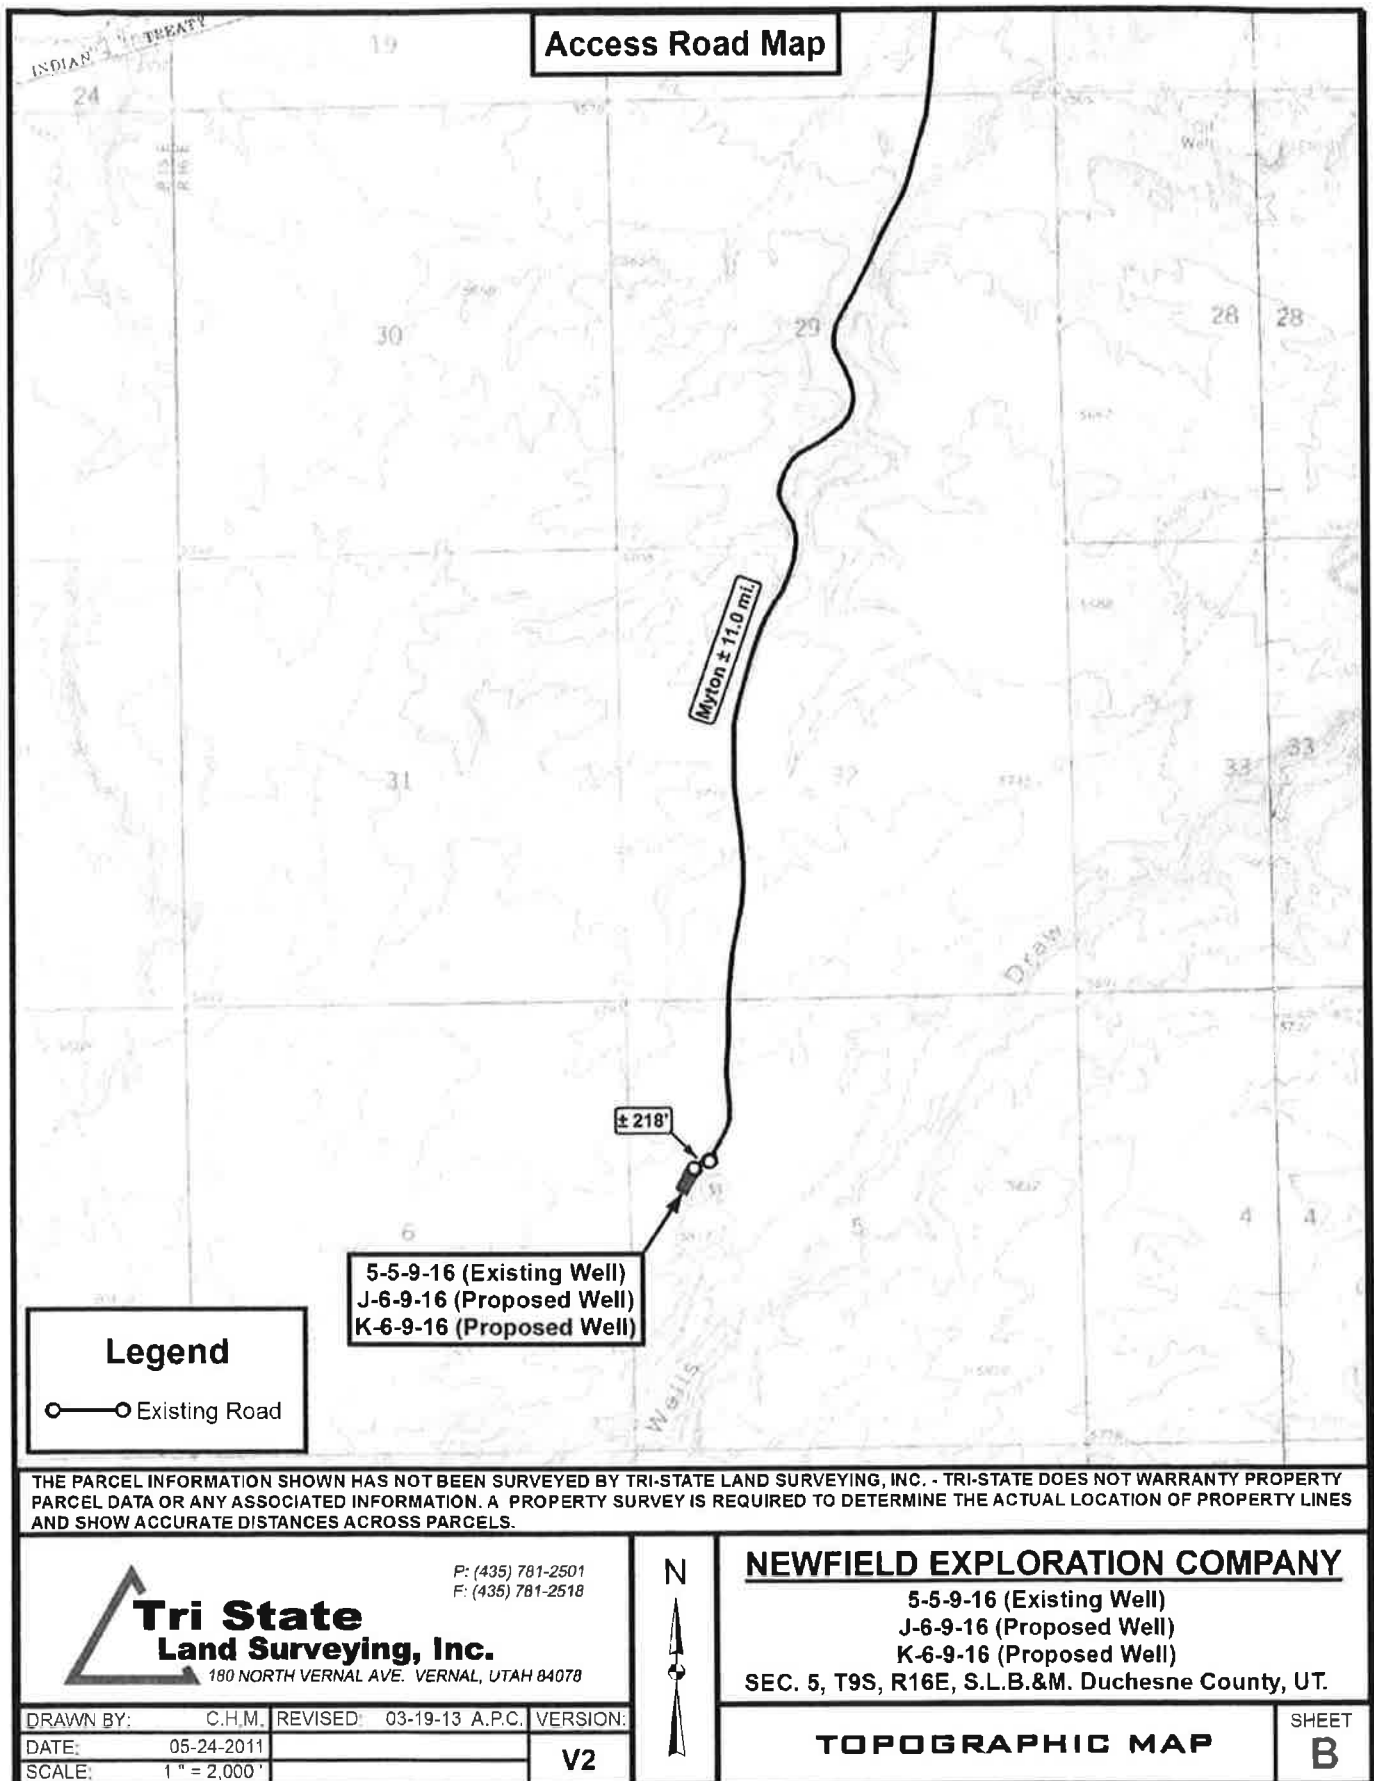 Access Road Map
INDIAN TREATY
19
24
R15E
R16E
Well
30
29
28
28
Myton ± 11.0 mi.
31
33
33
Draw
± 218'
6
5
4
4
5-5-9-16 (Existing Well)
J-6-9-16 (Proposed Well)
K-6-9-16 (Proposed Well)
Wells
Legend
Existing Road
THE PARCEL INFORMATION SHOWN HAS NOT BEEN SURVEYED BY TRI-STATE LAND SURVEYING, INC. - TRI-STATE DOES NOT WARRANTY PROPERTY
PARCEL DATA OR ANY ASSOCIATED INFORMATION. A PROPERTY SURVEY IS REQUIRED TO DETERMINE THE ACTUAL LOCATION OF PROPERTY LINES
AND SHOW ACCURATE DISTANCES ACROSS PARCELS.
P: (435) 781-2501
F: (435) 781-2518
Tri State
Land Surveying, Inc.
180 NORTH VERNAL AVE. VERNAL, UTAH 84078
N
NEWFIELD EXPLORATION COMPANY
5-5-9-16 (Existing Well)
J-6-9-16 (Proposed Well)
K-6-9-16 (Proposed Well)
SEC. 5, T9S, R16E, S.L.B.&M. Duchesne County, UT.
DRAWN BY: C.H.M. REVISED: 03-19-13 A.P.C. VERSION:
DATE: 05-24-2011
SCALE: 1 " = 2,000 '
V2
TOPOGRAPHIC MAP
SHEET
B